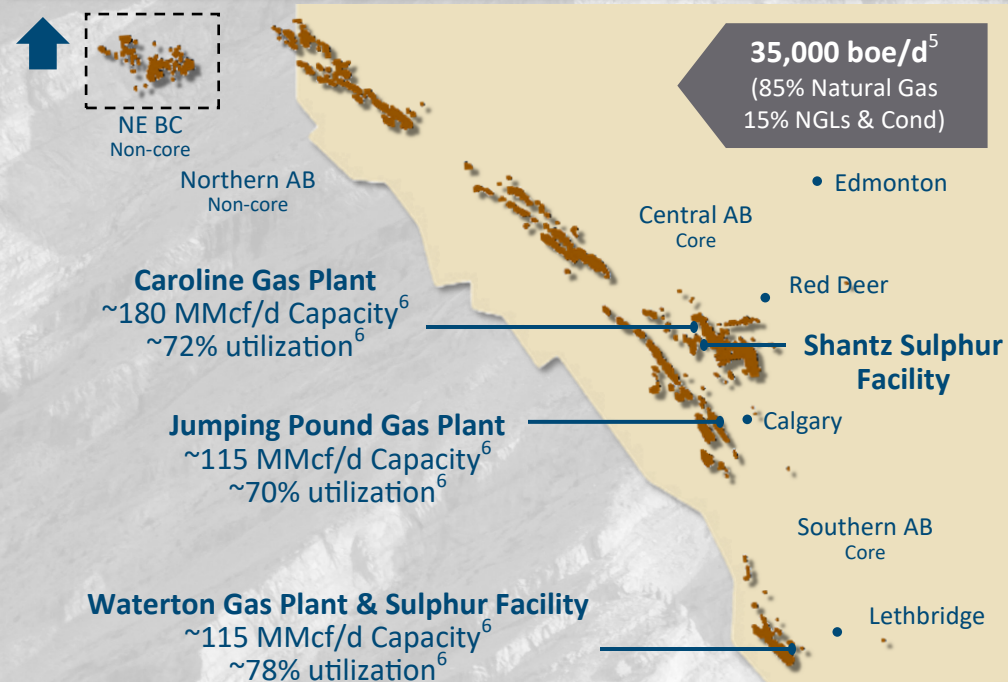 35,000 boe/d5
(85% Natural Gas
15% NGLs & Cond)
NE BC
Non-core
Northern AB
Non-core
Edmonton
Central AB
Core
Caroline Gas Plant
~180 MMcf/d Capacity6
~72% utilization6
Red Deer
Shantz Sulphur
Facility
Jumping Pound Gas Plant
~115 MMcf/d Capacity6
~70% utilization6
Calgary
Southern AB
Core
Waterton Gas Plant & Sulphur Facility
~115 MMcf/d Capacity6
~78% utilization6
Lethbridge